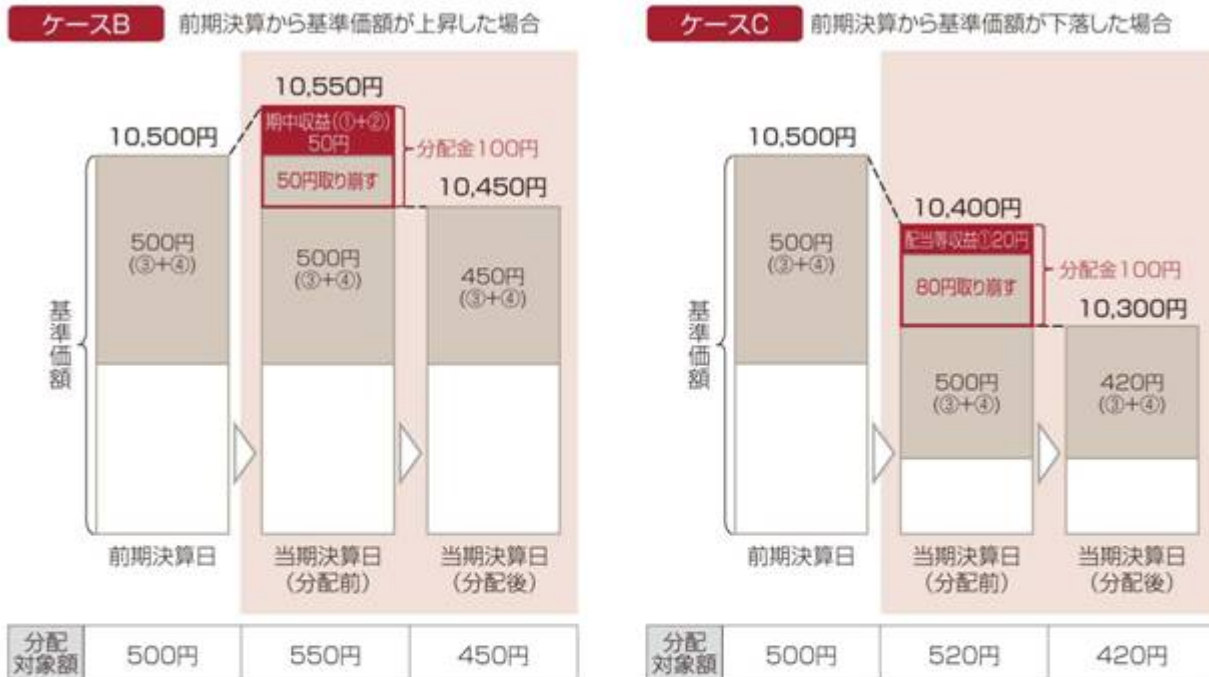 ケースB 前期決算から基準価額が上昇した場合
10,550円
10,500円
期中収益(①+②)
50円
分配金100円
50円取り崩す
10,450円
500円
(③+④)
500円
(③+④)
450円
(③+④)
基準価額
前期決算日
当期決算日
(分配前)
当期決算日
(分配後)
分配
対象額
500円
550円
450円
ケースC 前期決算から基準価額が下落した場合
10,500円
10,400円
配当等収益①20円
分配金100円
80円取り崩す
10,300円
500円
(③+④)
500円
(③+④)
420円
(③+④)
基準価額
前期決算日
当期決算日
(分配前)
当期決算日
(分配後)
分配
対象額
500円
520円
420円